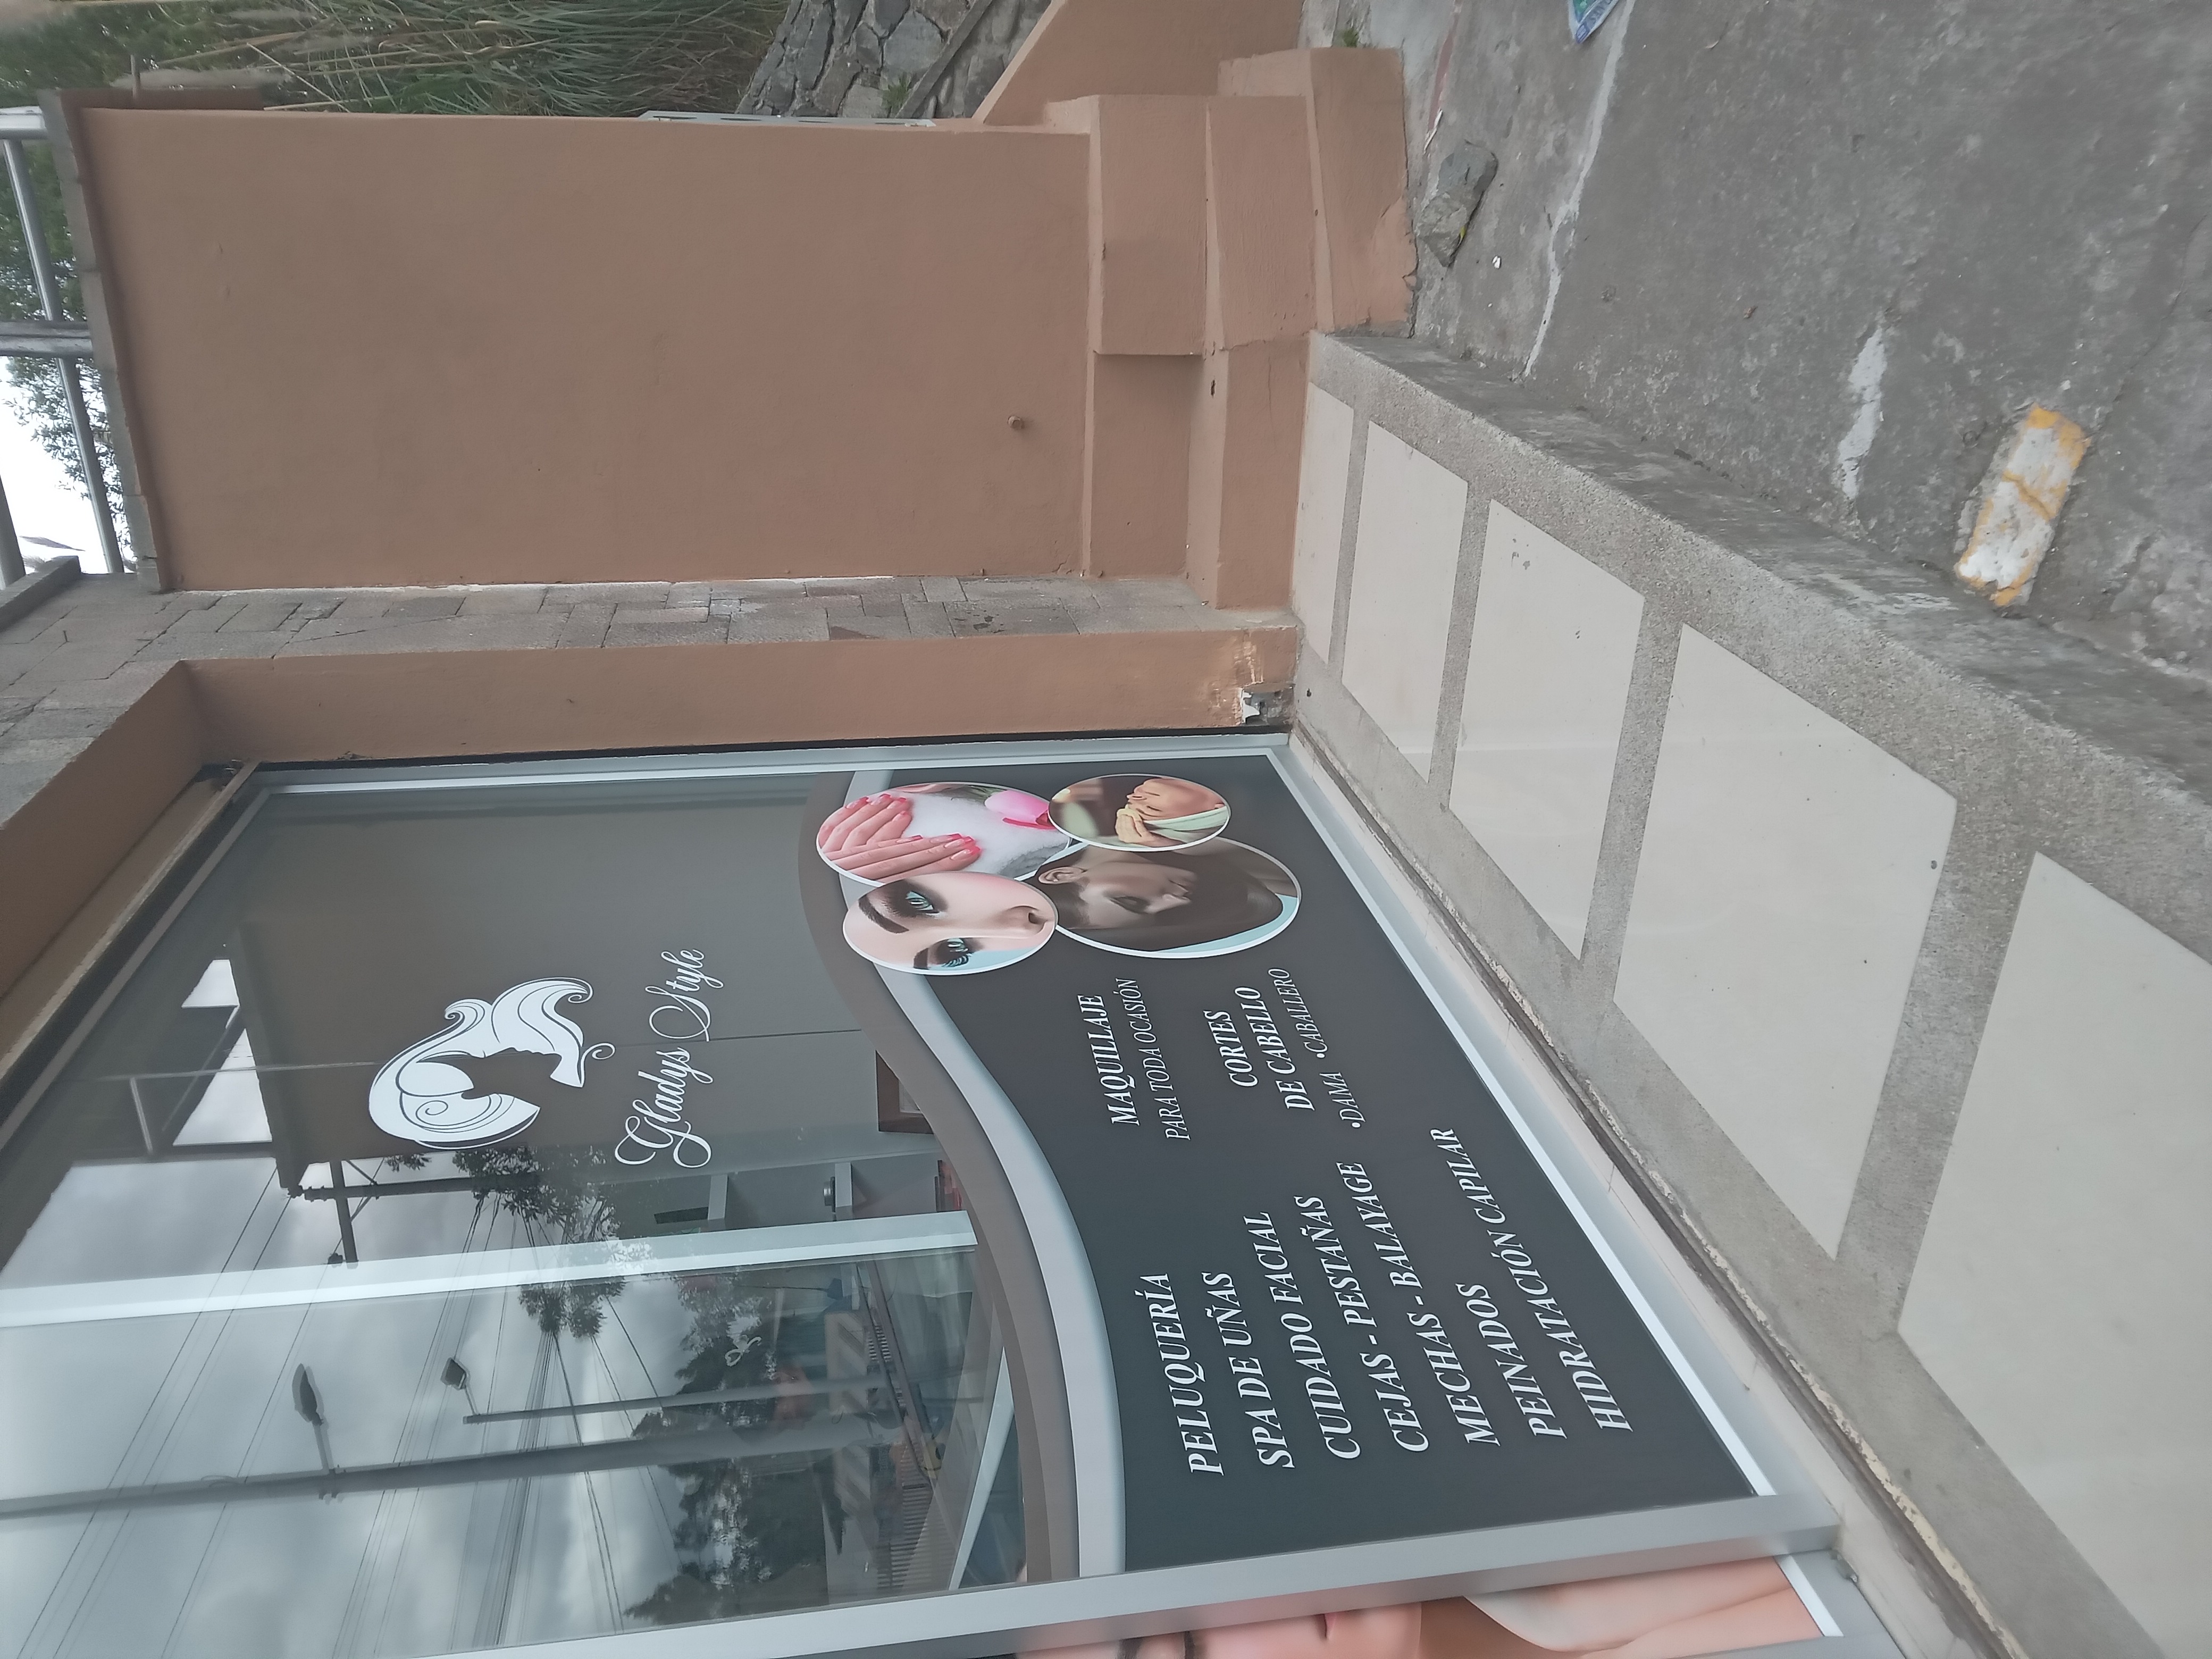 Gladys Style
PELUQUERÍA
SPA DE UÑAS
CUIDADO FACIAL
CEJAS - PESTAÑAS
MECHAS - BALAYAGE
PEINADOS
HIDRATACIÓN CAPILAR
MAQUILLAJE
PARA TODA OCASIÓN
CORTES
DE CABELLO
•DAMA •CABALLERO